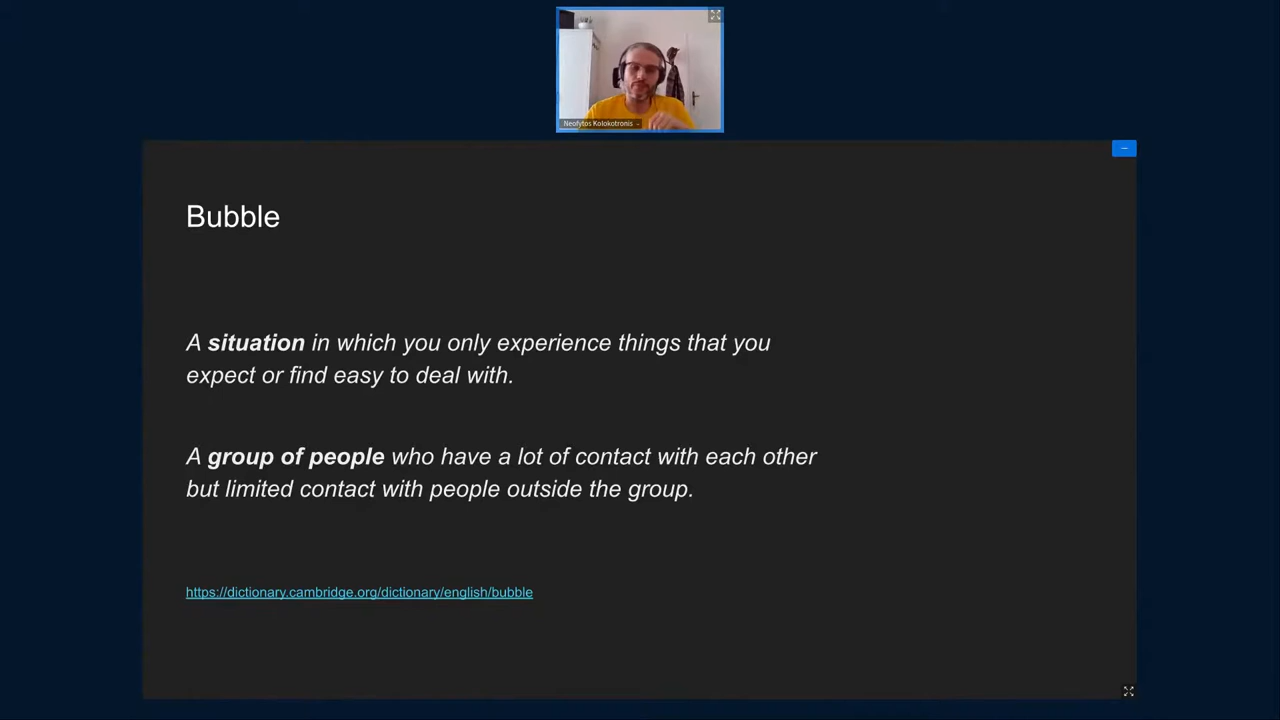 Neofytos Kolokotronis
Bubble
A situation in which you only experience things that you
expect or find easy to deal with.
A group of people who have a lot of contact with each other
but limited contact with people outside the group.
https://dictionary.cambridge.org/dictionary/english/bubble